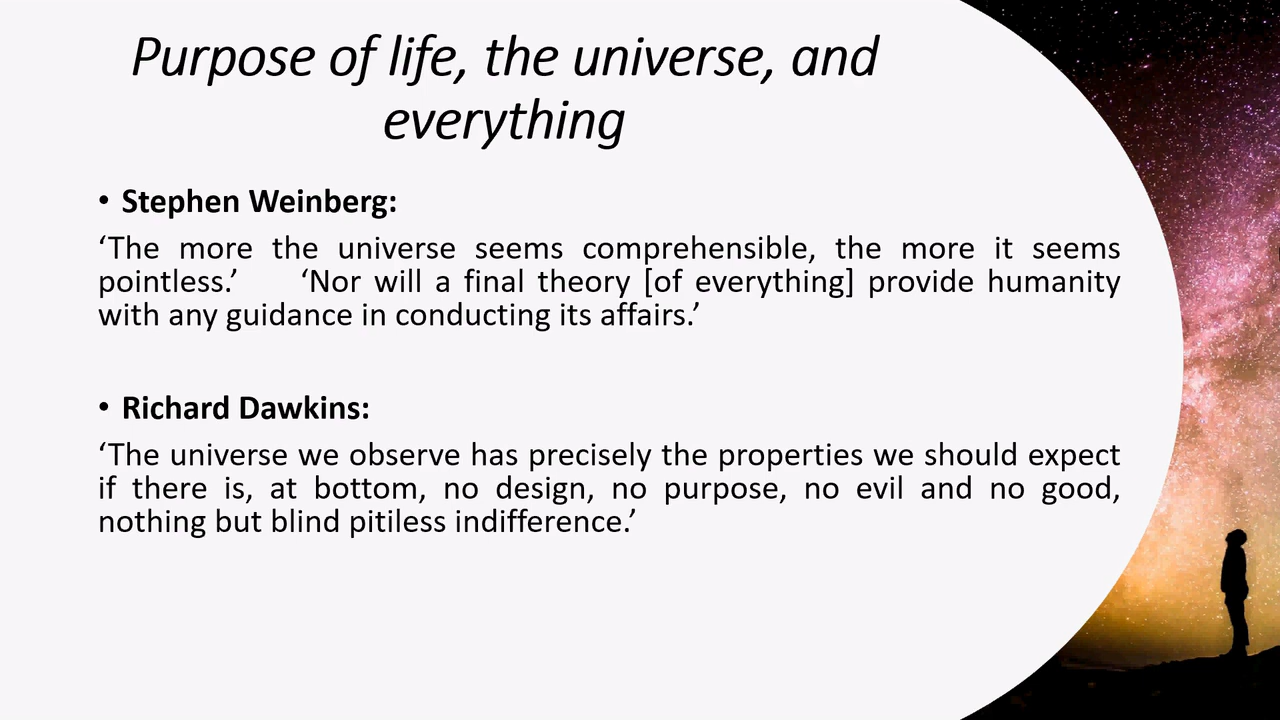 Purpose of life, the universe, and
everything
• Stephen Weinberg:
‘The more the universe seems comprehensible, the more it seems
pointless.’ ‘Nor will a final theory [of everything] provide humanity
with any guidance in conducting its affairs.’
• Richard Dawkins:
‘The universe we observe has precisely the properties we should expect
if there is, at bottom, no design, no purpose, no evil and no good,
nothing but blind pitiless indifference.’